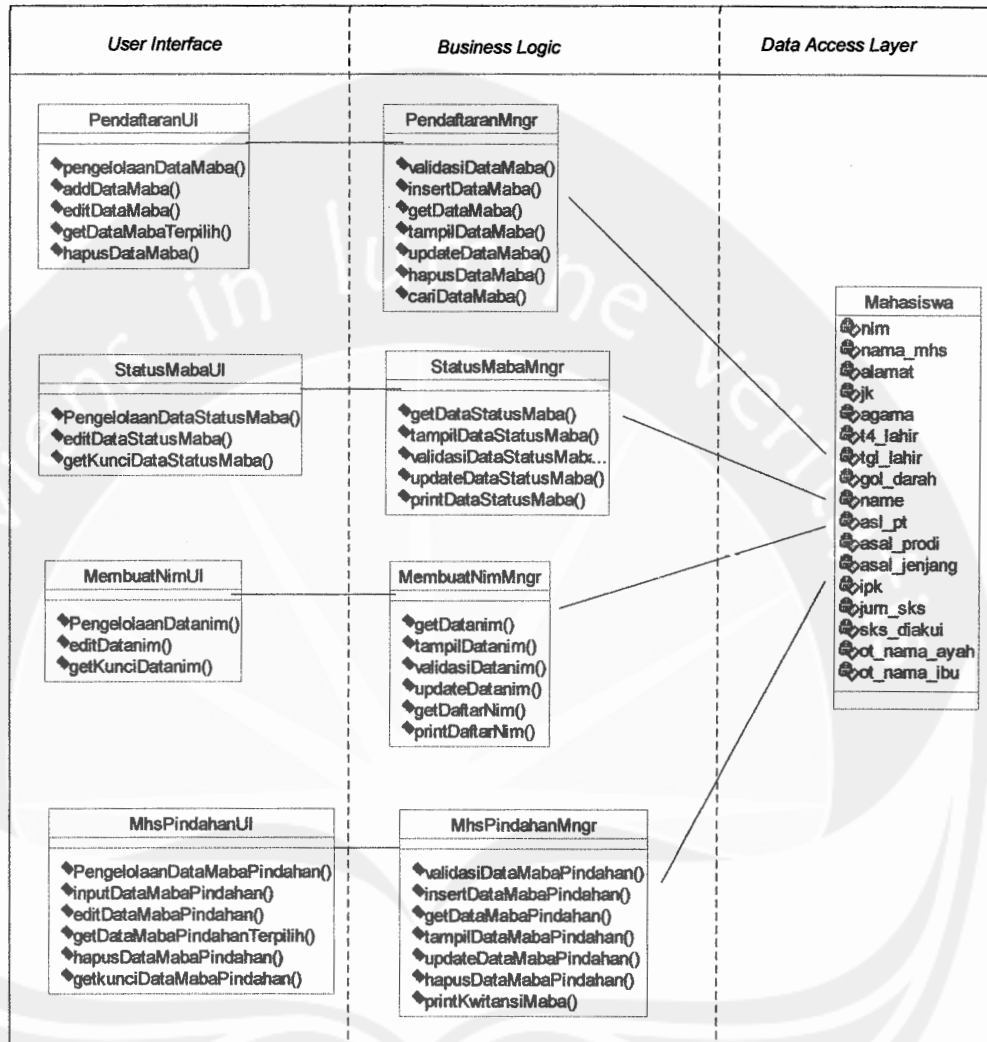 User Interface
Business Logic
Data Access Layer
PendaftaranUI
pengelolaanDataMaba()
addDataMaba()
editDataMaba()
getDataMabaTerpilih()
hapusDataMaba()
PendaftaranMngr
validasiDataMaba()
insertDataMaba()
getDataMaba()
tampilDataMaba()
updateDataMaba()
hapusDataMaba()
cariDataMaba()
StatusMabaUI
PengelolaanDataStatusMaba()
editDataStatusMaba()
getKunciDataStatusMaba()
StatusMabaMngr
getDataStatusMaba()
tampilDataStatusMaba()
validasiDataStatusMaba...
updateDataStatusMaba()
printDataStatusMaba()
MembuatNimUI
PengelolaanDatanim()
editDatanim()
getKunciDatanim()
MembuatNimMngr
getDatanim()
tampilDatanim()
validasiDatanim()
updateDatanim()
getDaftarNim()
printDaftarNim()
MhsPindahanUI
PengelolaanDataMabaPindahan()
inputDataMabaPindahan()
editDataMabaPindahan()
getDataMabaPindahanTerpilih()
hapusDataMabaPindahan()
getkunciDataMabaPindahan()
MhsPindahanMngr
validasiDataMabaPindahan()
insertDataMabaPindahan()
getDataMabaPindahan()
tampilDataMabaPindahan()
updateDataMabaPindahan()
hapusDataMabaPindahan()
printKwitansiMaba()
Mahasiswa
nim
nama_mhs
alamat
jk
agama
t4_lahir
tgl_lahir
gol_darah
name
asl_pt
asal_prodi
asal_jenjang
ipk
jum_sks
sks_diakui
ot_nama_ayah
ot_nama_ibu
in lumine